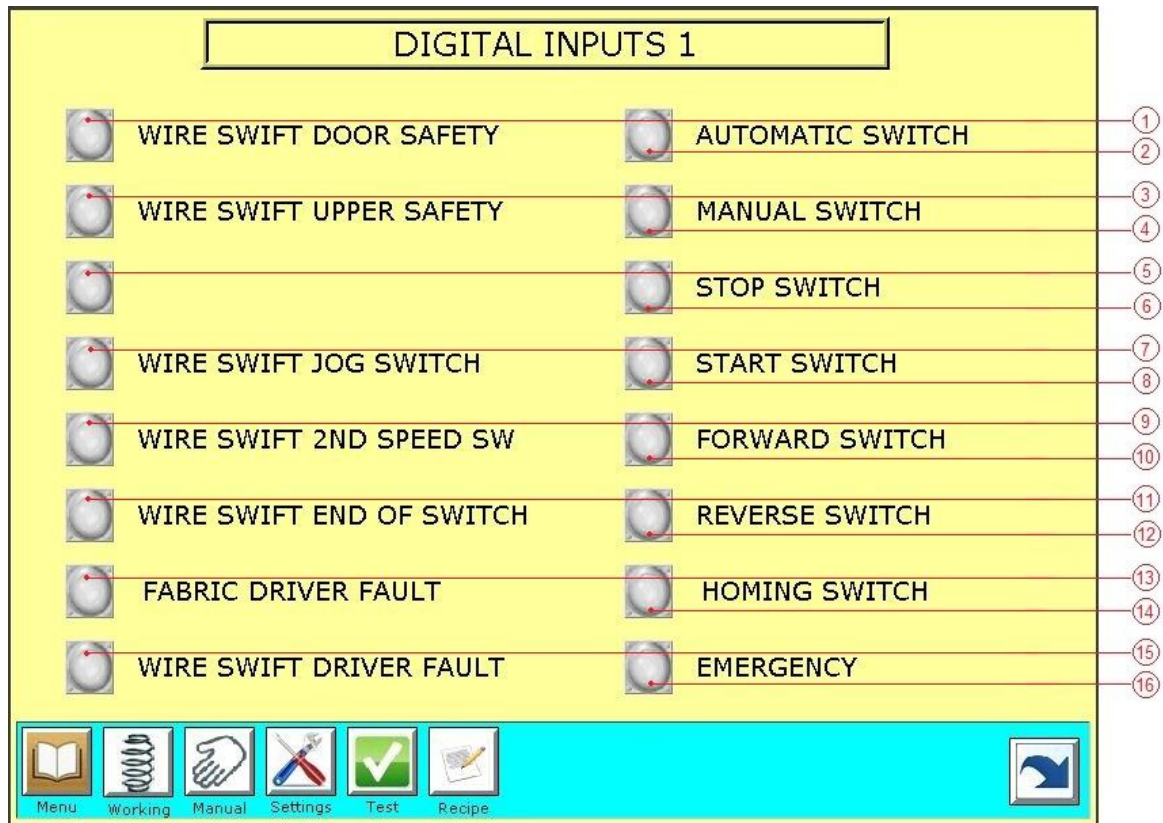 DIGITAL INPUTS 1
WIRE SWIFT DOOR SAFETY
AUTOMATIC SWITCH
1
2
WIRE SWIFT UPPER SAFETY
MANUAL SWITCH
3
4
STOP SWITCH
5
6
WIRE SWIFT JOG SWITCH
START SWITCH
7
8
WIRE SWIFT 2ND SPEED SW
FORWARD SWITCH
9
10
WIRE SWIFT END OF SWITCH
REVERSE SWITCH
11
12
FABRIC DRIVER FAULT
HOMING SWITCH
13
14
WIRE SWIFT DRIVER FAULT
EMERGENCY
15
16
Menu
Working
Manual
Settings
Test
Recipe